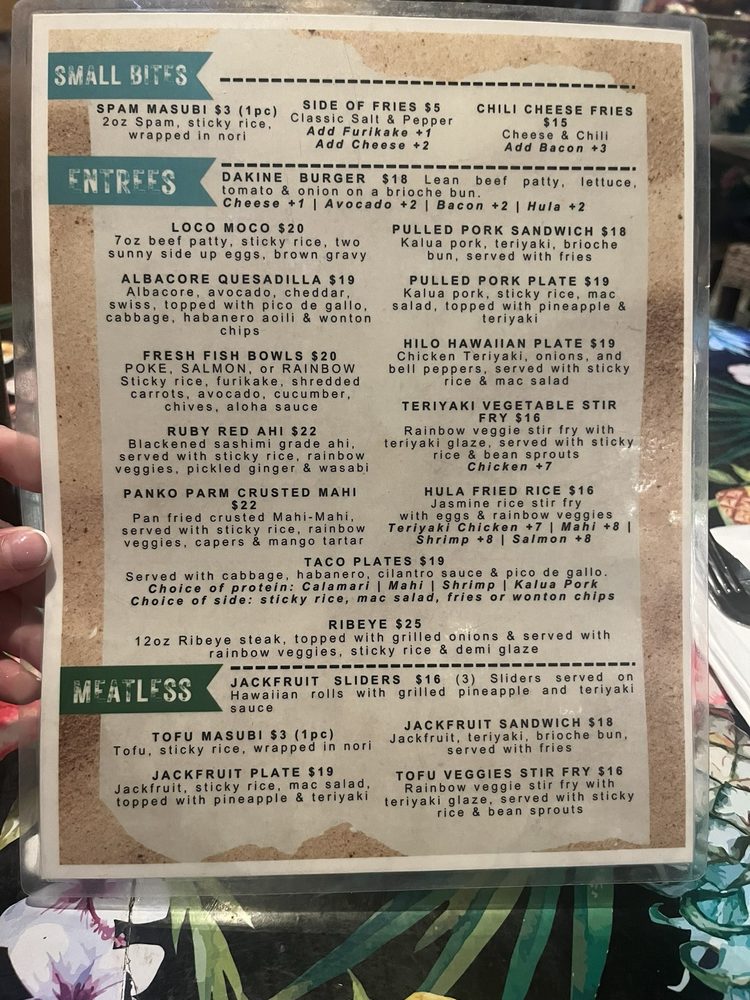 SMALL BITES
SPAM MASUBI $3 (1pc)
2oz Spam, sticky rice,
wrapped in nori
SIDE OF FRIES $5
Classic Salt & Pepper
Add Furikake +1
Add Cheese +2
CHILI CHEESE FRIES
$15
Cheese & Chili
Add Bacon +3
ENTREES
DAKINE BURGER $18 Lean beef patty, lettuce,
tomato & onion on a brioche bun.
Cheese +1 | Avocado +2 | Bacon +2 | Hula +2
LOCO MOCO $20
7oz beef patty, sticky rice, two
sunny side up eggs, brown gravy
ALBACORE QUESADILLA $19
Albacore, avocado, cheddar,
swiss, topped with pico de gallo,
cabbage, habanero aoili & wonton
chips
FRESH FISH BOWLS $20
POKE, SALMON, or RAINBOW
Sticky rice, furikake, shredded
carrots, avocado, cucumber,
chives, aloha sauce
RUBY RED AHI $22
Blackened sashimi grade ahi,
served with sticky rice, rainbow
veggies, pickled ginger & wasabi
PANKO PARM CRUSTED MAHI
$22
Pan fried crusted Mahi-Mahi,
served with sticky rice, rainbow
veggies, capers & mango tartar
PULLED PORK SANDWICH $18
Kalua pork, teriyaki, brioche
bun, served with fries
PULLED PORK PLATE $19
Kalua pork, sticky rice, mac
salad, topped with pineapple &
teriyaki
HILO HAWAIIAN PLATE $19
Chicken Teriyaki, onions, and
bell peppers, served with sticky
rice & mac salad
TERIYAKI VEGETABLE STIR
FRY $16
Rainbow veggie stir fry with
teriyaki glaze, served with sticky
rice & bean sprouts
Chicken +7
HULA FRIED RICE $16
Jasmine rice stir fry
with eggs & rainbow veggies
Teriyaki Chicken +7 | Mahi +8 |
Shrimp +8 | Salmon +8
TACO PLATES $19
Served with cabbage, habanero, cilantro sauce & pico de gallo.
Choice of protein: Calamari | Mahi | Shrimp | Kalua Pork
Choice of side: sticky rice, mac salad, fries or wonton chips
RIBEYE $25
12oz Ribeye steak, topped with grilled onions & served with
rainbow veggies, sticky rice & demi glaze
MEATLESS
JACKFRUIT SLIDERS $16 (3) Sliders served on
Hawaiian rolls with grilled pineapple and teriyaki
sauce
TOFU MASUBI $3 (1pc)
Tofu, sticky rice, wrapped in nori
JACKFRUIT PLATE $19
Jackfruit, sticky rice, mac salad,
topped with pineapple & teriyaki
JACKFRUIT SANDWICH $18
Jackfruit, teriyaki, brioche bun,
served with fries
TOFU VEGGIES STIR FRY $16
Rainbow veggie stir fry with
teriyaki glaze, served with sticky
rice & bean sprouts